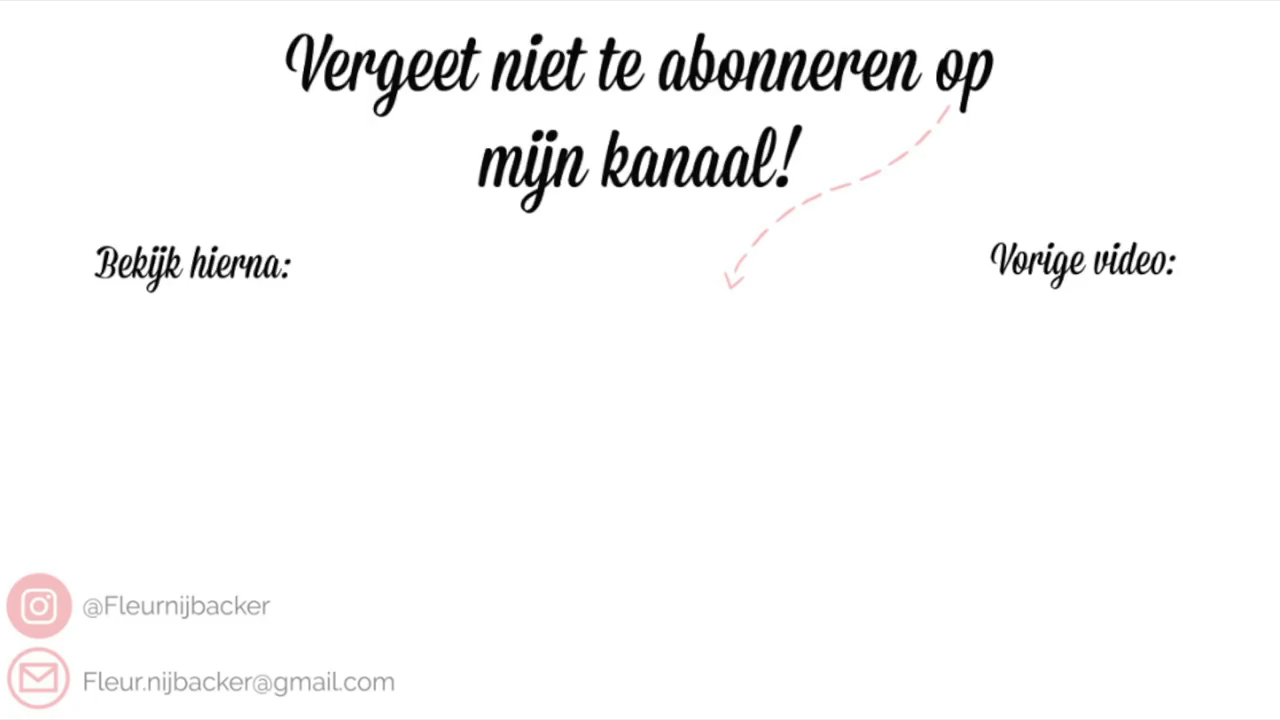 Vergeet niet te abonneren op
mijn kanaal!
Bekijk hierna:
Vorige video:
@Fleurnijbacker
Fleur.nijbacker@gmail.com